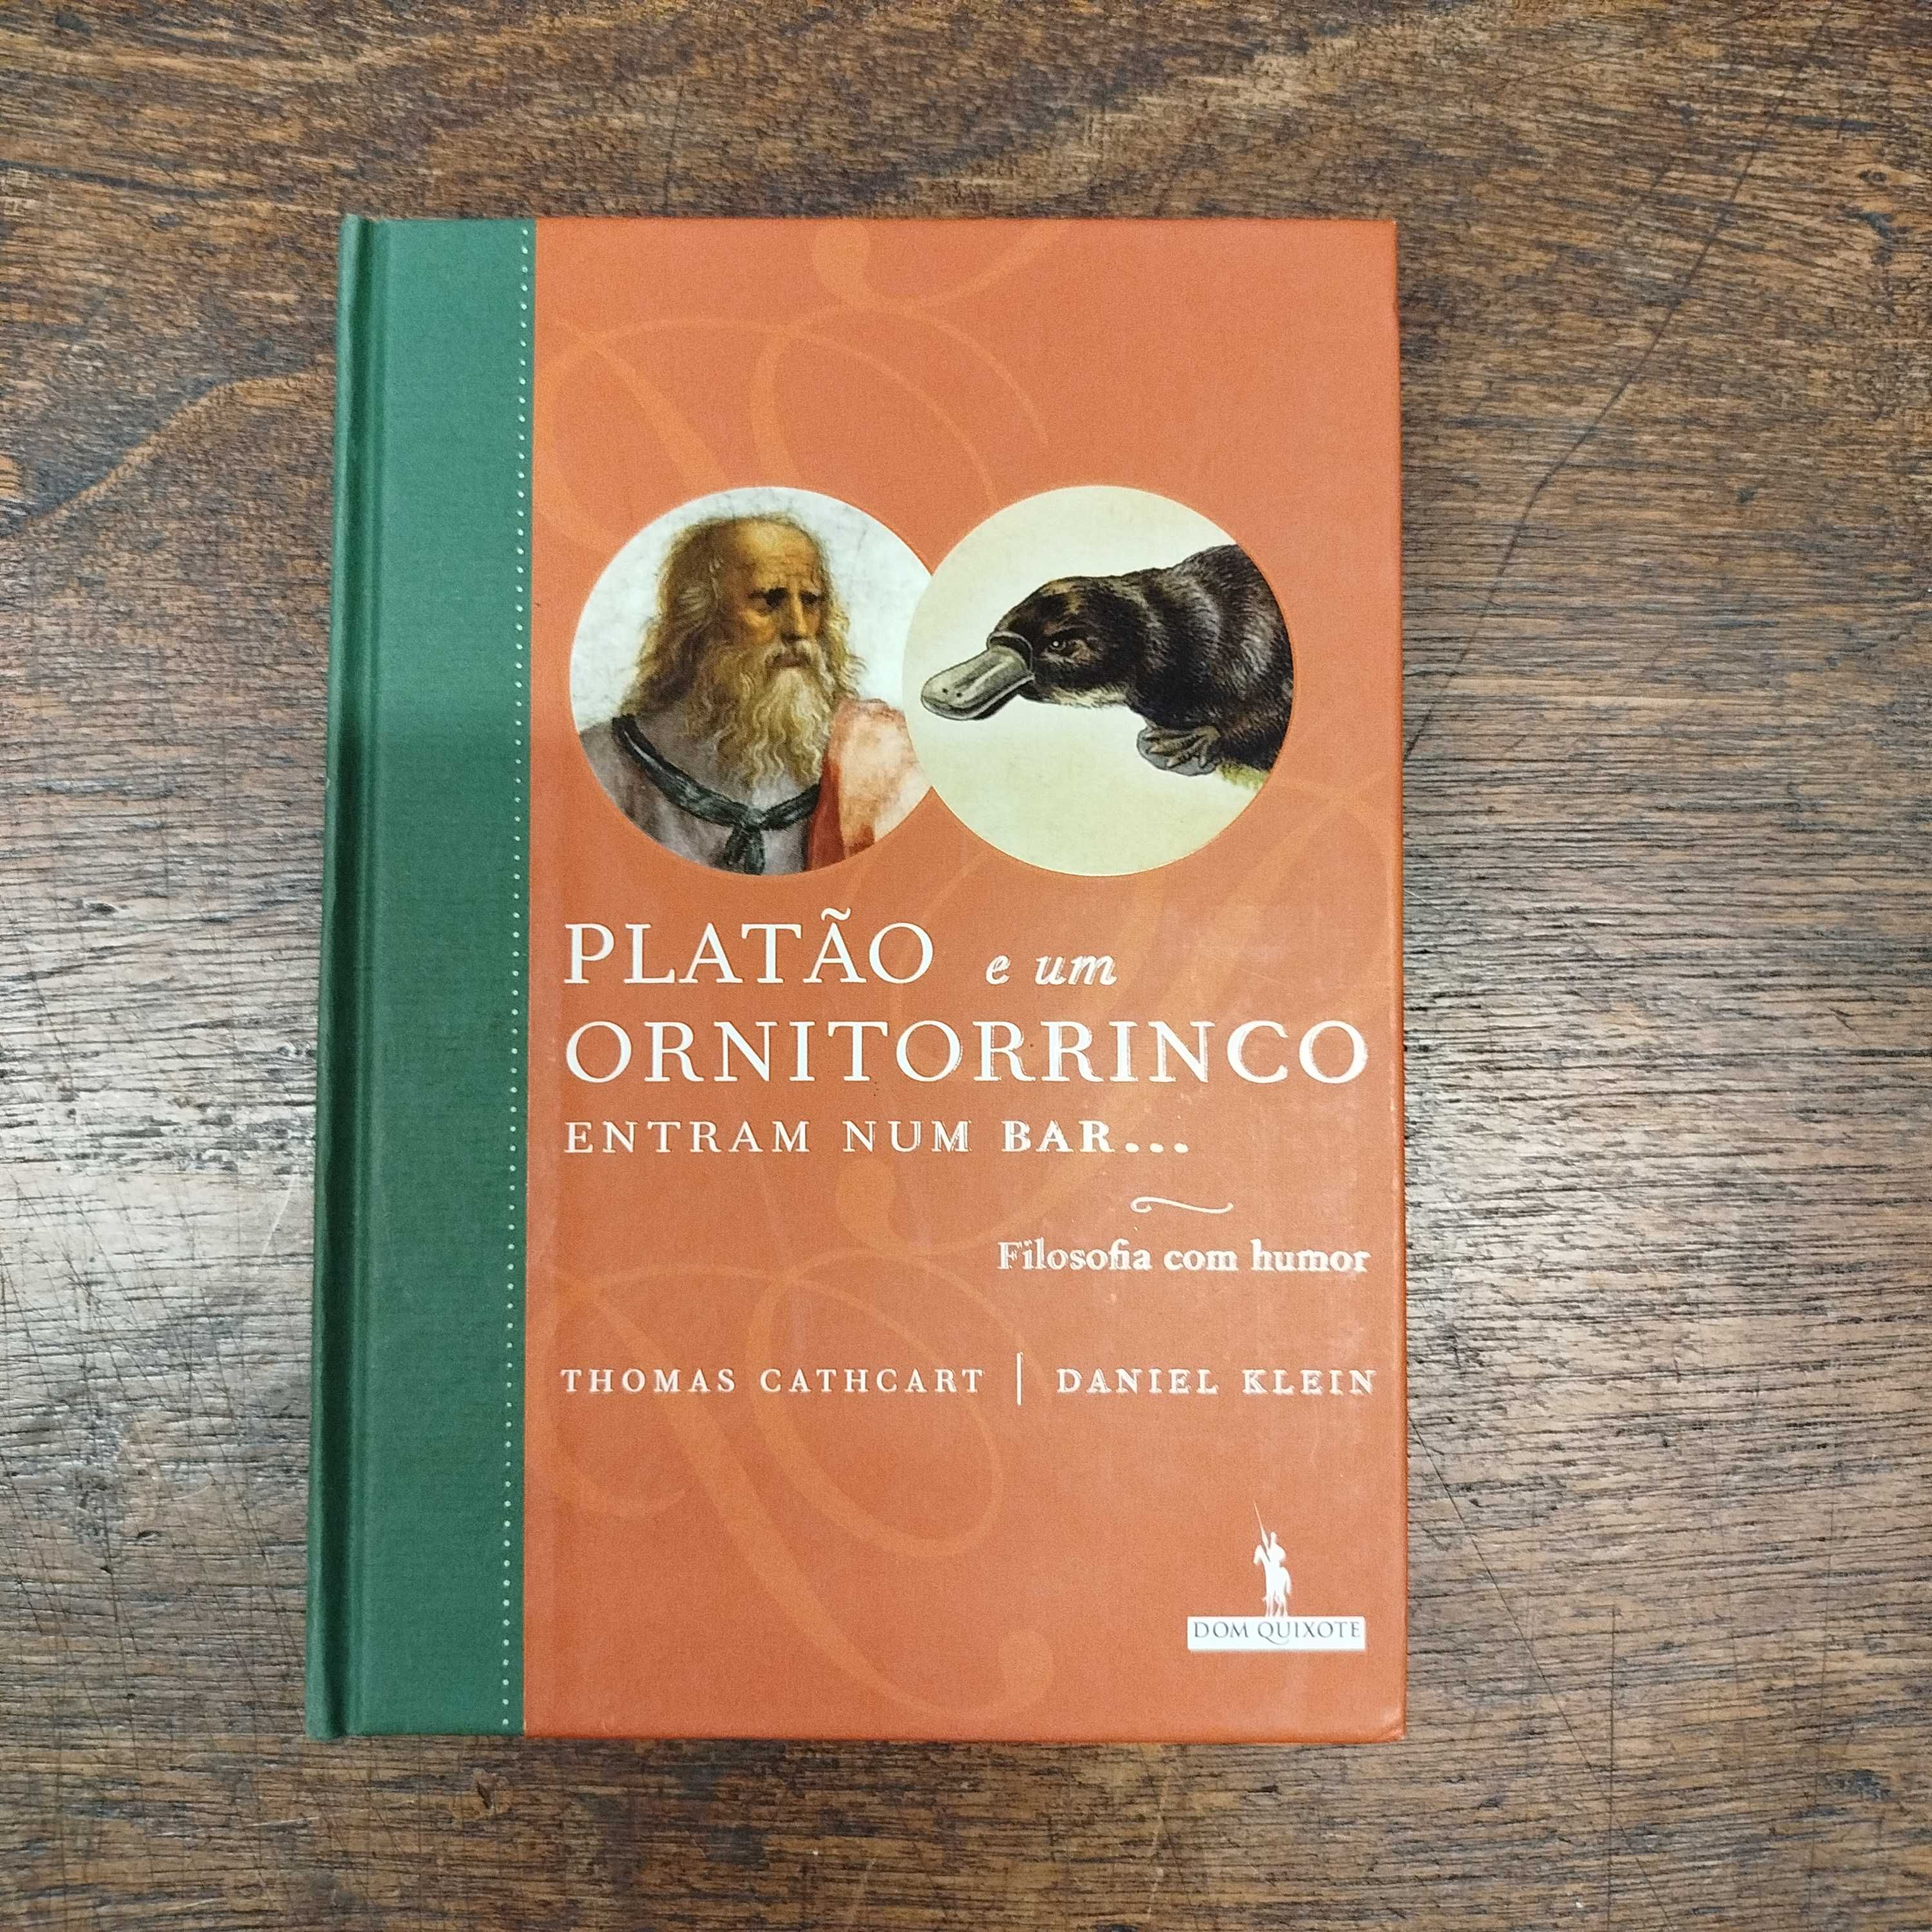 PLATÃO e um
ORNITORRINCO
ENTRAM NUM BAR...
Filosofia com humor
THOMAS CATHCART | DANIEL KLEIN
DOM QUIXOTE